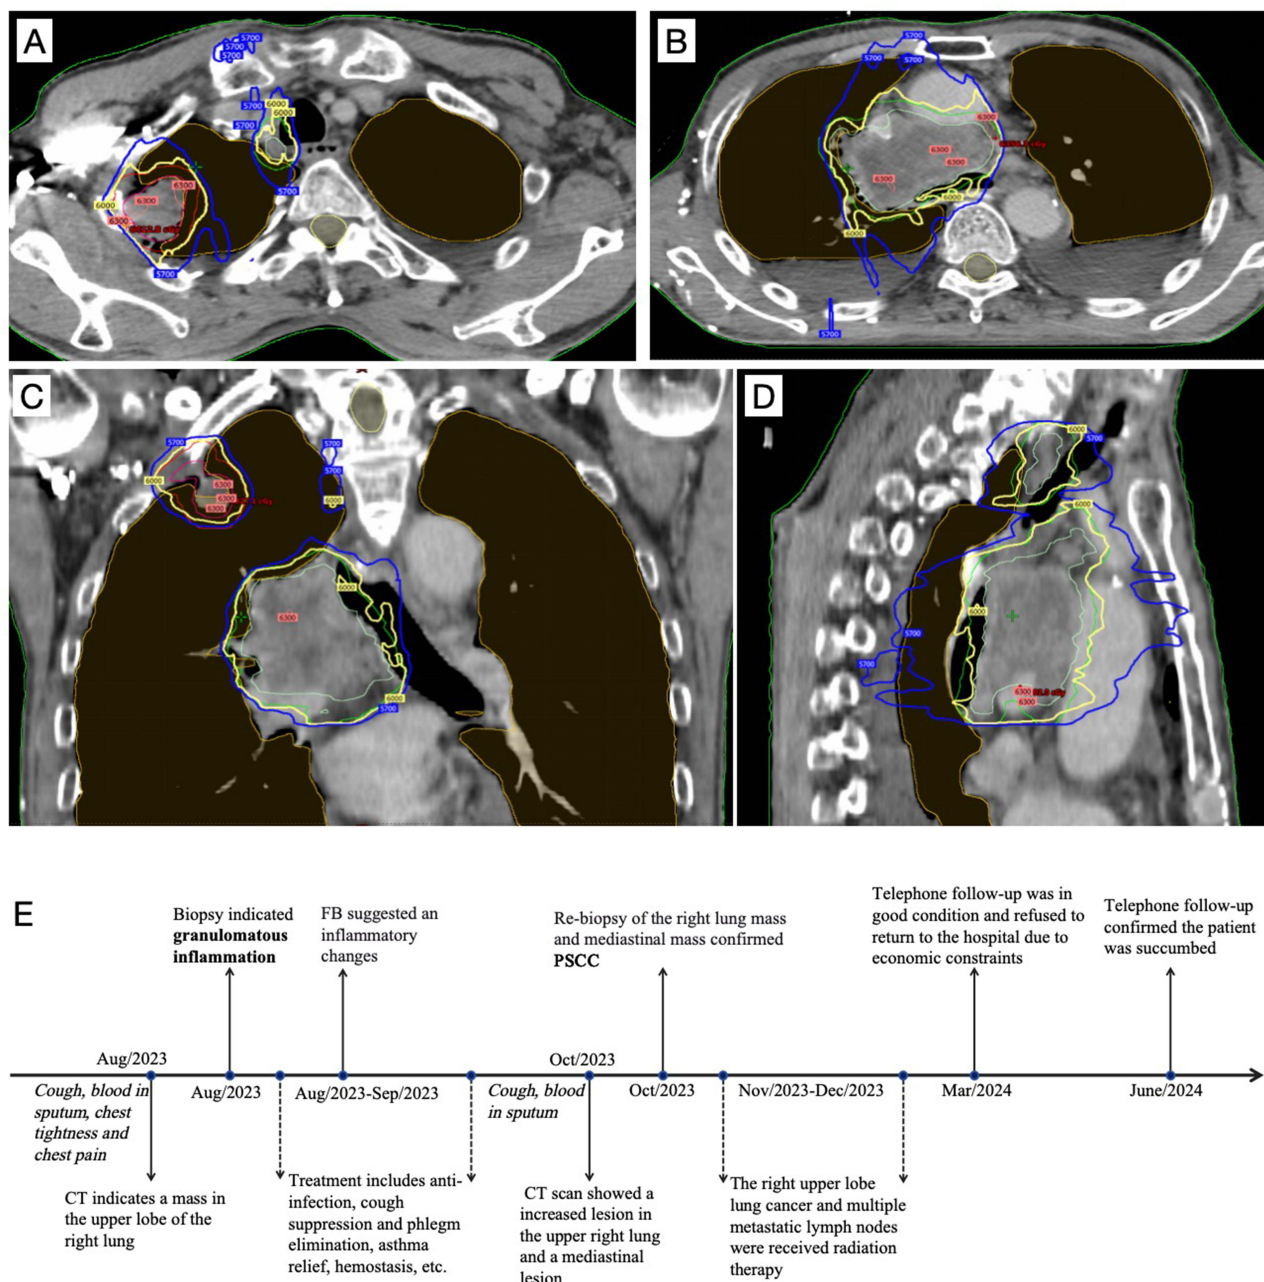 A
5700
5700
5700
5700
6000
6000
5700
5700
6300
6300
6000
6300
5700
B
5700
5700
5700
6300
6300
6300
6300
6000
6000
5700
C
5700
5700
5700
6000
6300
6300
6300
6000
6000
6300
6000
5700
D
6000
5700
6000
6000
5700
5700
6300
6300
E
Biopsy indicated
granulomatous
inflammation
FB suggested an
inflammatory
changes
Re-biopsy of the right lung mass
and mediastinal mass confirmed
PSCC
Telephone follow-up was in
good condition and refused to
return to the hospital due to
economic constraints
Telephone follow-up
confirmed the patient
was succumbed
Aug/2023
Oct/2023
Cough, blood in
sputum, chest
tightness and
chest pain
Aug/2023
Aug/2023-Sep/2023
Cough, blood
in sputum
Oct/2023
Nov/2023-Dec/2023
Mar/2024
June/2024
CT indicates a mass in
the upper lobe of the
right lung
Treatment includes anti-
infection, cough
suppression and phlegm
elimination, asthma
relief, hemostasis, etc.
CT scan showed a
increased lesion in
the upper right lung
and a mediastinal
lesion
The right upper lobe
lung cancer and multiple
metastatic lymph nodes
were received radiation
therapy